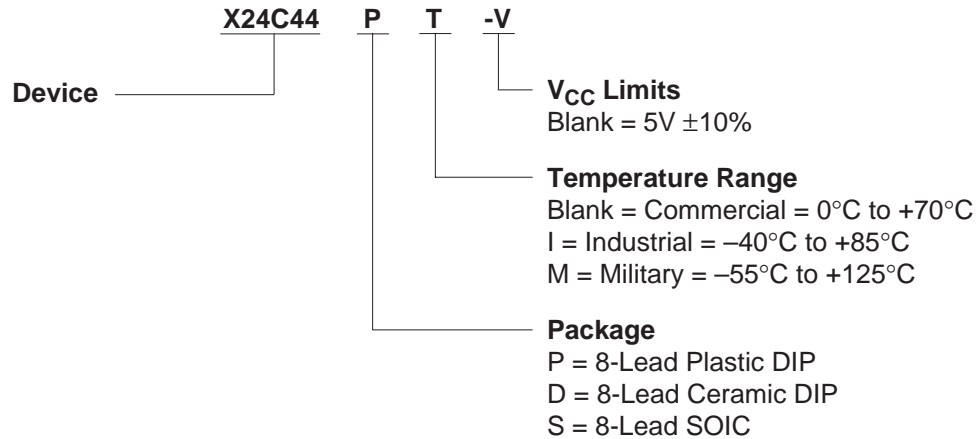 X24C44 P T -V
Device
VCC Limits
Blank = 5V ±10%
Temperature Range
Blank = Commercial = 0°C to +70°C
I = Industrial = –40°C to +85°C
M = Military = –55°C to +125°C
Package
P = 8-Lead Plastic DIP
D = 8-Lead Ceramic DIP
S = 8-Lead SOIC